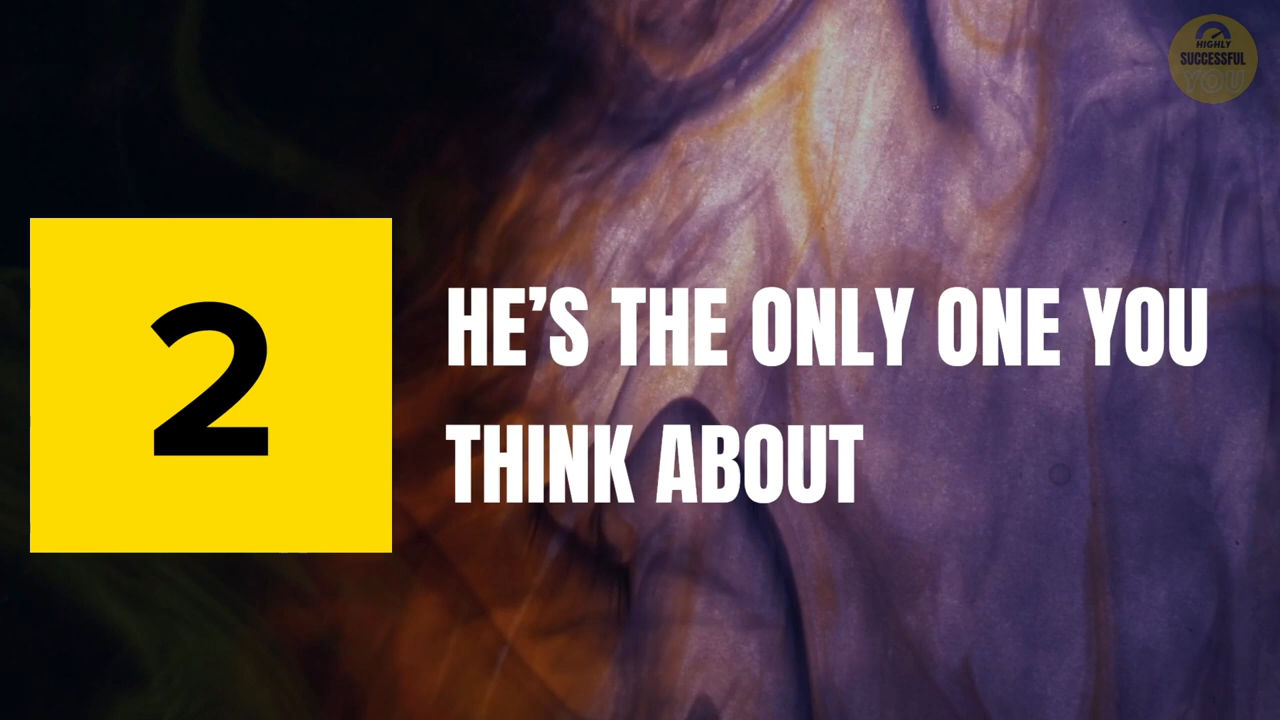 HIGHLY
SUCCESSFUL
YOU
2
HE’S THE ONLY ONE YOU
THINK ABOUT